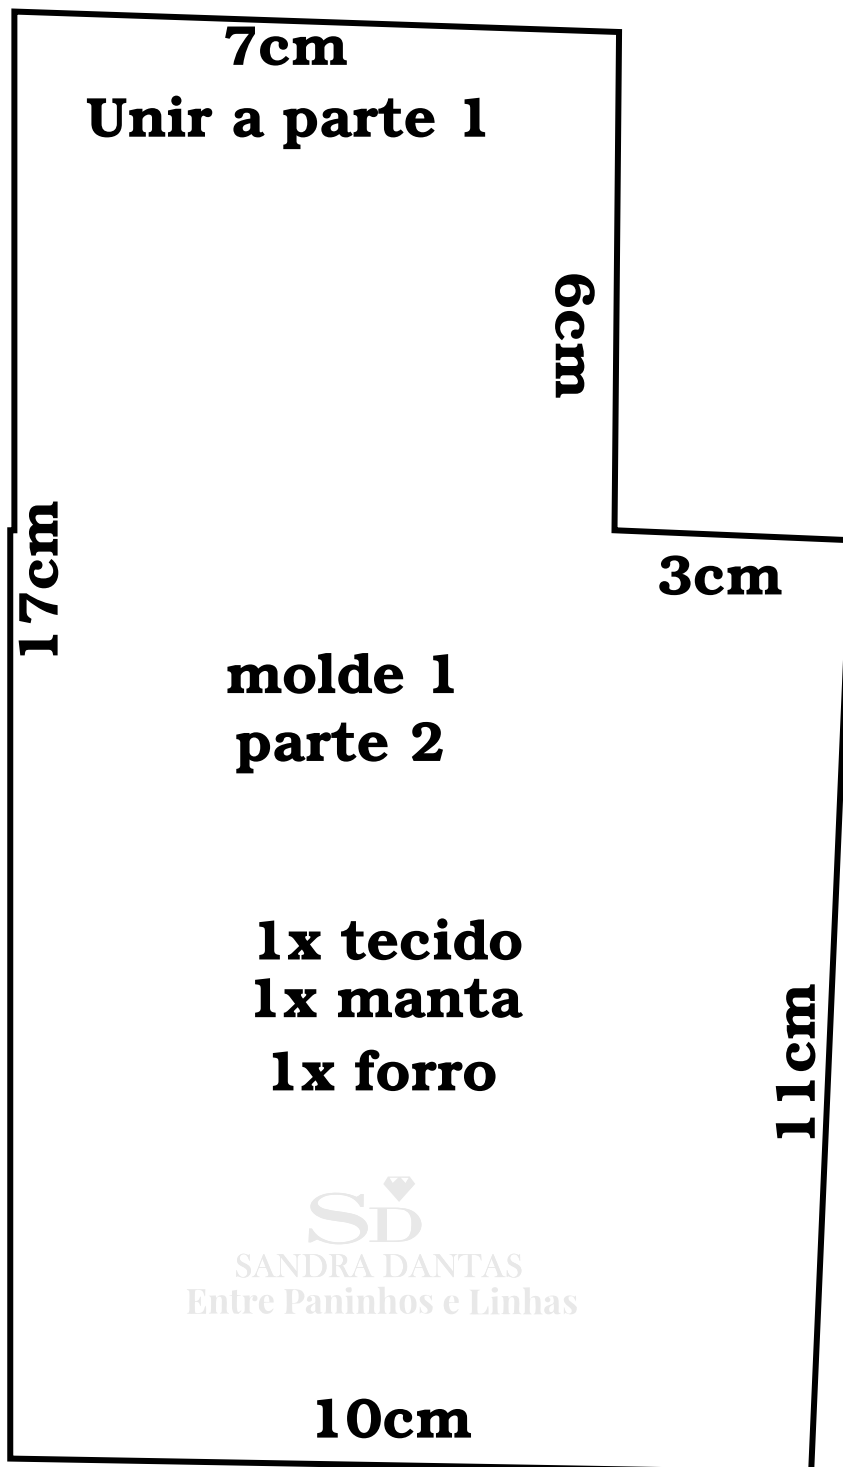 7cm
Unir a parte 1
6cm
17cm
3cm
molde 1
parte 2
1x tecido
1x manta
1x forro
11cm
SD
SANDRA DANTAS
Entre Paninhos e Linhas
10cm